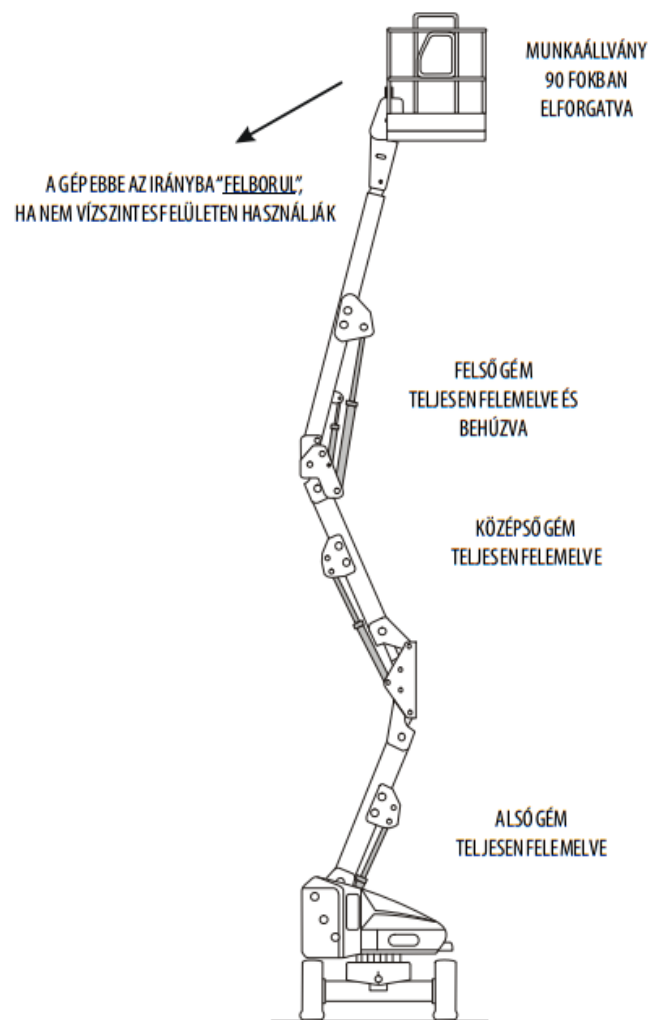 MUNKAÁLLVÁNY
90 FOKBAN
ELFORGATVA
A GÉP EBBE AZ IRÁNYBA "FELBORUL",
HA NEM VÍZSZINTES FELÜLETEN HASZNÁLJÁK
FELSŐ GÉM
TELJESEN FELEMELVE ÉS
BEHÚZVA
KÖZÉPSŐ GÉM
TELJESEN FELEMELVE
ALSÓ GÉM
TELJESEN FELEMELVE